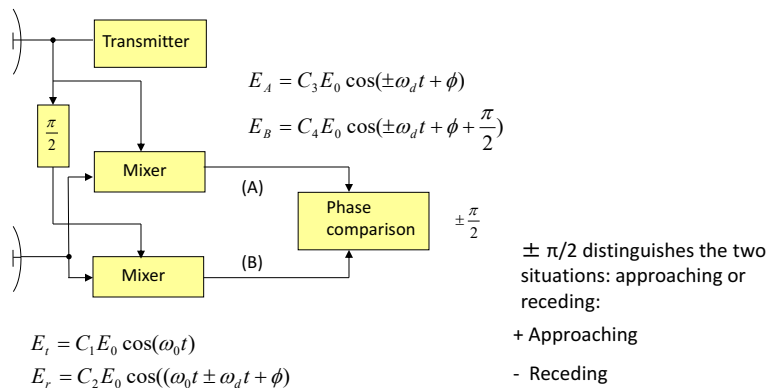 Transmitter
E_A = C_3 E_0 cos(±ω_d t + ϕ)
π/2
E_B = C_4 E_0 cos(±ω_d t + ϕ + π/2)
Mixer
(A)
Phase
comparison
± π/2
Mixer
(B)
± π/2 distinguishes the two
situations: approaching or
receding:
+ Approaching
- Receding
E_t = C_1 E_0 cos(ω_0 t)
E_r = C_2 E_0 cos((ω_0 t ± ω_d t + ϕ)